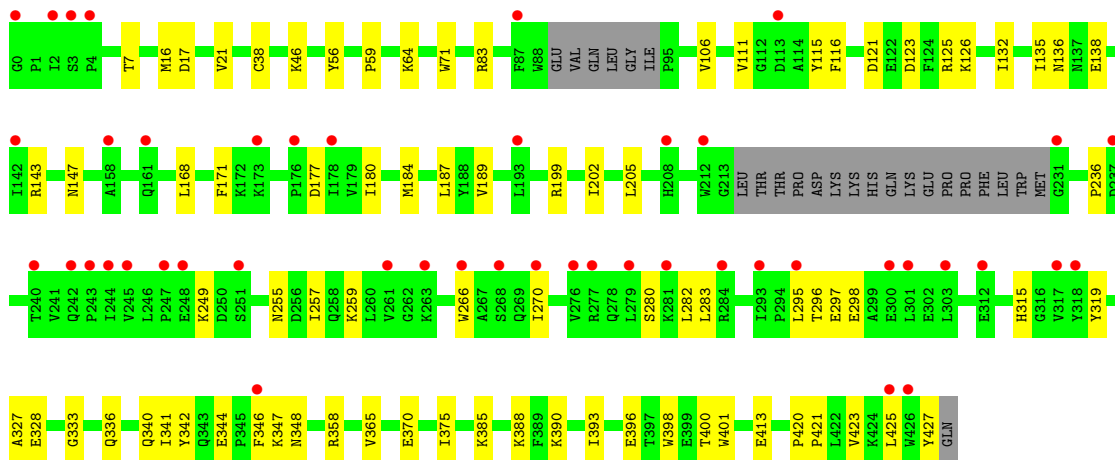 G0 P1 I2 S3 P4 T7 M16 D17 V21 C38 K46 Y56 P59 K64 W71 R83 F87 W88 GLU VAL GLN LEU GLY ILE P95 V106 V111 G112 D113 A114 Y115 F116 D121 E122 D123 F124 R125 K126 I132 I135 N136 N137 E138
I142 R143 N147 A158 Q161 L168 F171 K172 K173 P176 D177 I178 V179 I180 M184 L187 Y188 V189 L193 R199 I202 L205 H208 W212 G213 LEU THR THR PRO ASP LYS LYS HIS GLN LYS GLU PRO PRO PHE LEU TRP MET G231 P236 D237
T240 V241 Q242 P243 I244 V245 L246 P247 E248 K249 D250 S251 N255 D256 I257 Q258 K259 L260 V261 G262 K263 W266 A267 S268 Q269 I270 V276 R277 Q278 L279 S280 K281 L282 L283 R284 I293 P294 L295 T296 E297 E298 A299 E300 L301 E302 L303 E312 H315 G316 V317 Y318 Y319
A327 E328 G333 Q336 Q340 I341 Y342 Q343 E344 P345 F346 K347 N348 R358 V365 E370 I375 K385 K388 F389 K390 I393 E396 T397 W398 E399 T400 W401 E413 P420 P421 L422 V423 K424 L425 W426 Y427 GLN